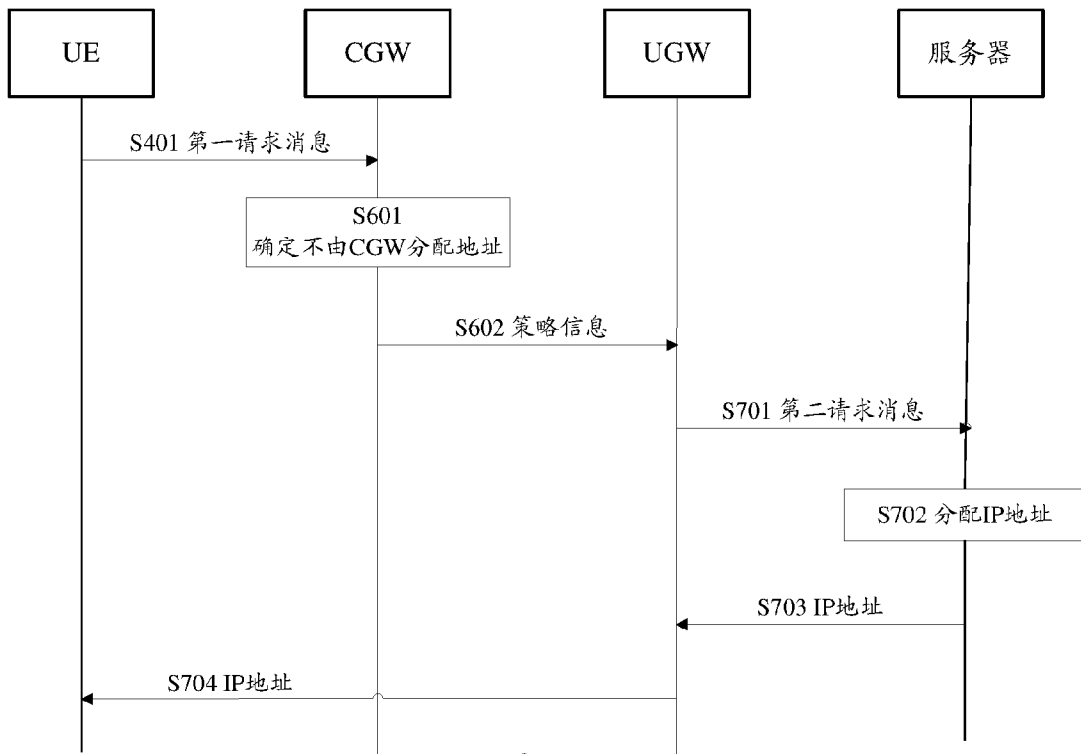 UE
CGW
UGW
服务器
S401 第一请求消息
S601
确定不由CGW分配地址
S602 策略信息
S701 第二请求消息
S702 分配IP地址
S703 IP地址
S704 IP地址